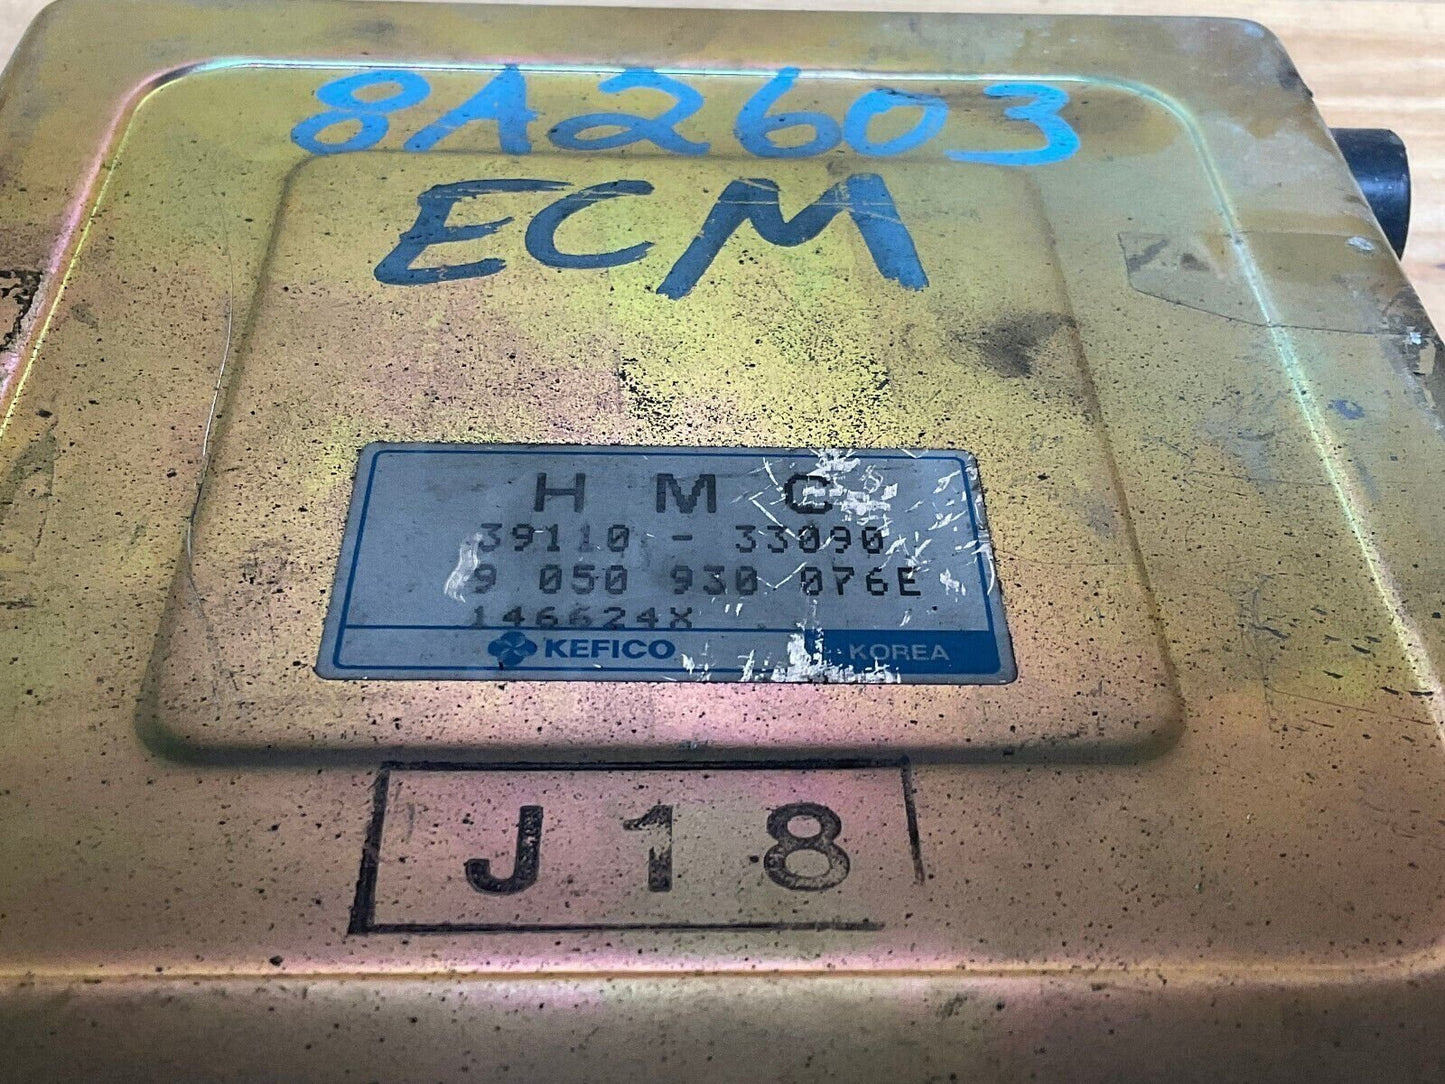 8A2603
ECM
H M C
39110 - 33090
9 050 930 076E
146624X
KEFICO KOREA
J18